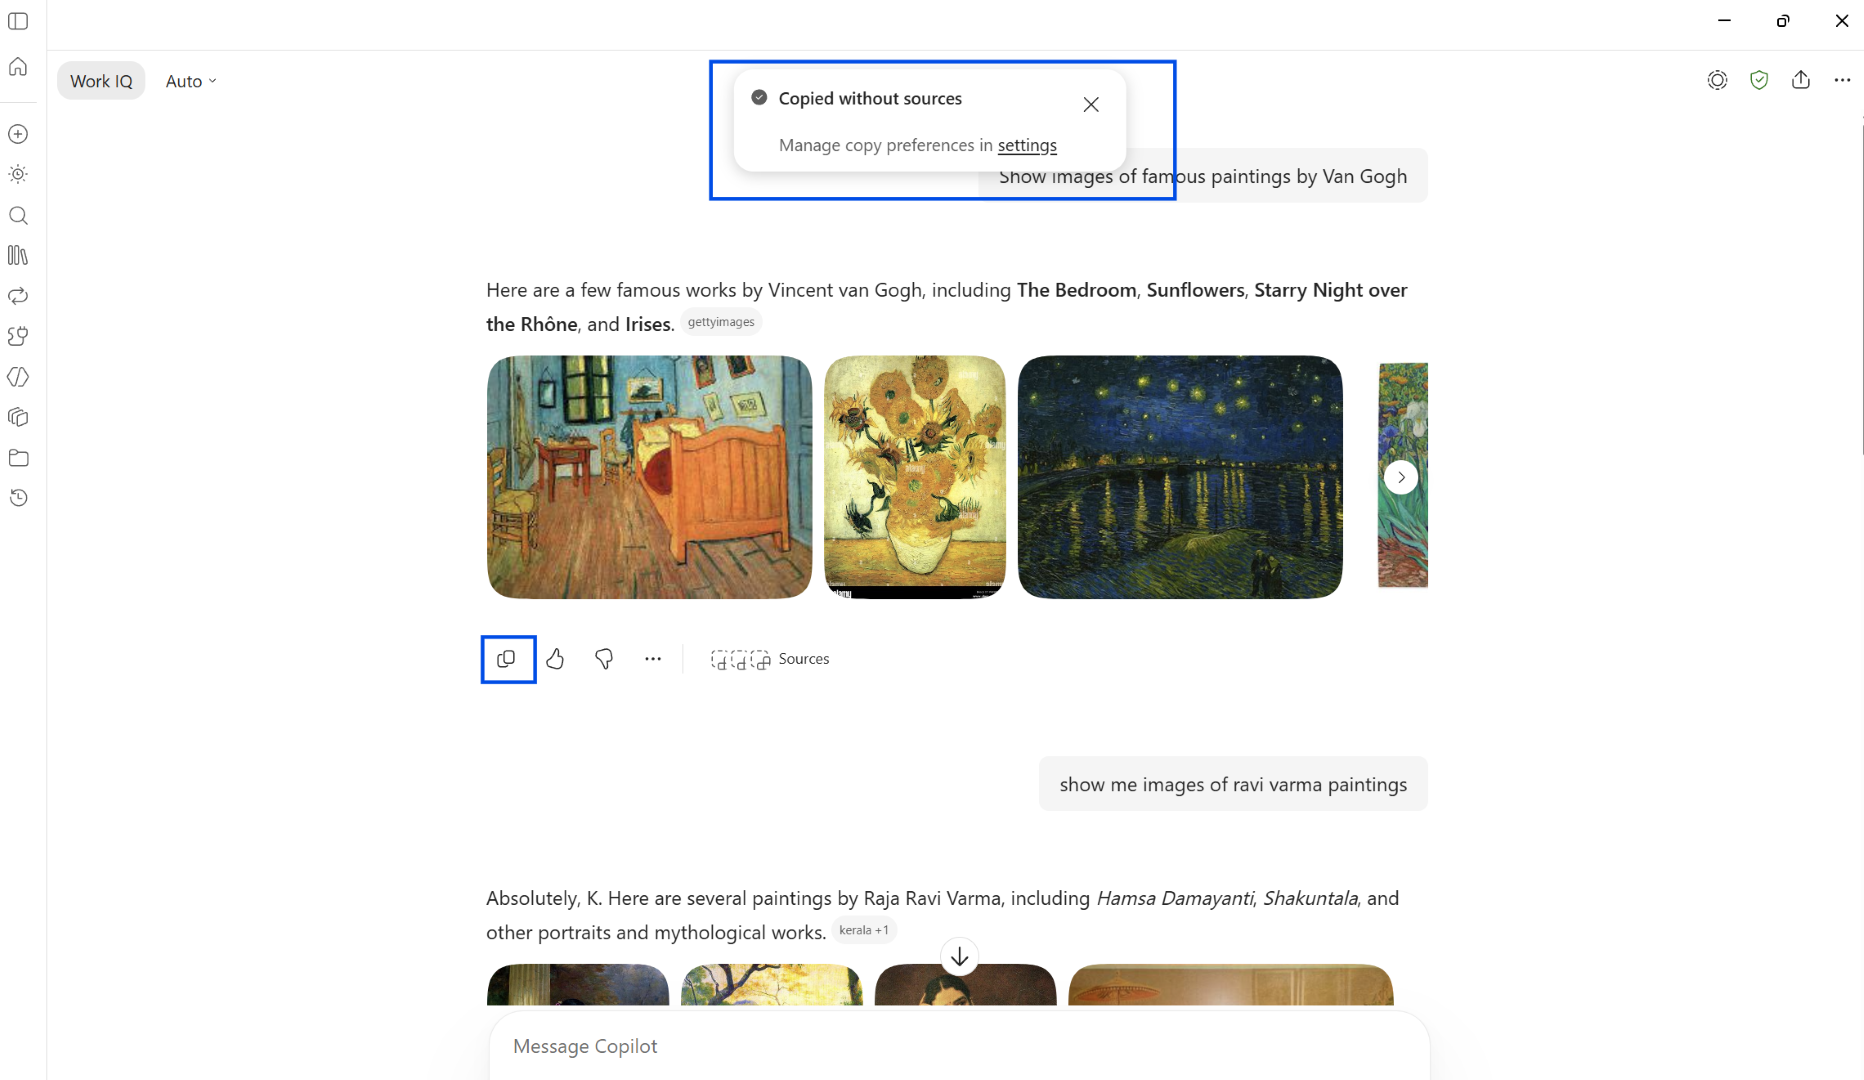 Work IQ
Auto
Copied without sources
Manage copy preferences in settings
Show images of famous paintings by Van Gogh
Here are a few famous works by Vincent van Gogh, including The Bedroom, Sunflowers, Starry Night over
the Rhône, and Irises. gettyimages
Sources
show me images of ravi varma paintings
Absolutely, K. Here are several paintings by Raja Ravi Varma, including Hamsa Damayanti, Shakuntala, and
other portraits and mythological works. kerala +1
Message Copilot